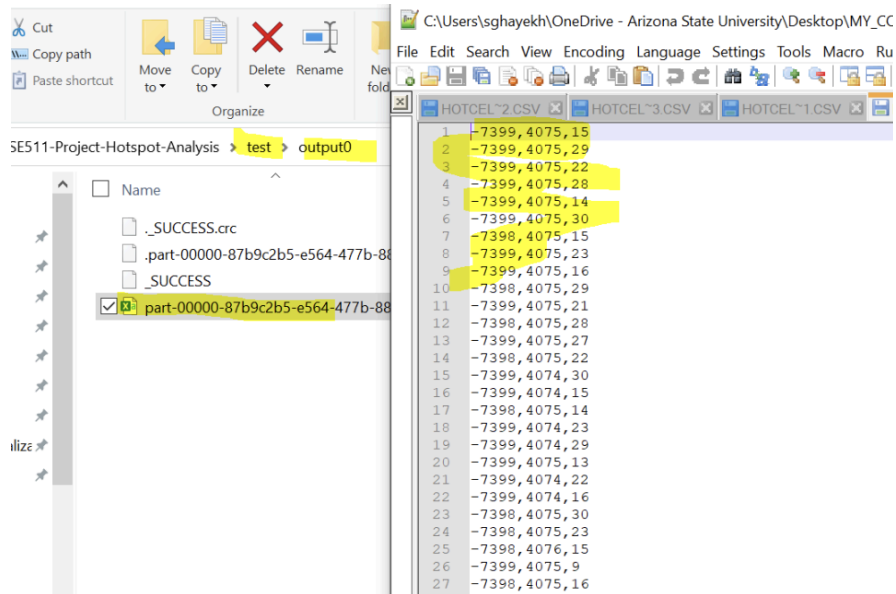 Cut
Copy path
Paste shortcut
Move to
Copy to
Delete
Rename
New
fold
Organize
SE511-Project-Hotspot-Analysis > test > output0
Name
._SUCCESS.crc
.part-00000-87b9c2b5-e564-477b-88
_SUCCESS
part-00000-87b9c2b5-e564-477b-88
aliza
C:\Users\sghayekh\OneDrive - Arizona State University\Desktop\MY_CO
File Edit Search View Encoding Language Settings Tools Macro Ru
HOTCEL~2.CSV HOTCEL~3.CSV HOTCEL~1.CSV
1 -7399,4075,15
2 -7399,4075,29
3 -7399,4075,22
4 -7399,4075,28
5 -7399,4075,14
6 -7399,4075,30
7 -7398,4075,15
8 -7399,4075,23
9 -7399,4075,16
10 -7398,4075,29
11 -7399,4075,21
12 -7398,4075,28
13 -7399,4075,27
14 -7398,4075,22
15 -7399,4074,30
16 -7399,4074,15
17 -7398,4075,14
18 -7399,4074,23
19 -7399,4074,29
20 -7399,4075,13
21 -7399,4074,22
22 -7399,4074,16
23 -7398,4075,30
24 -7398,4075,23
25 -7398,4076,15
26 -7399,4075,9
27 -7398,4075,16